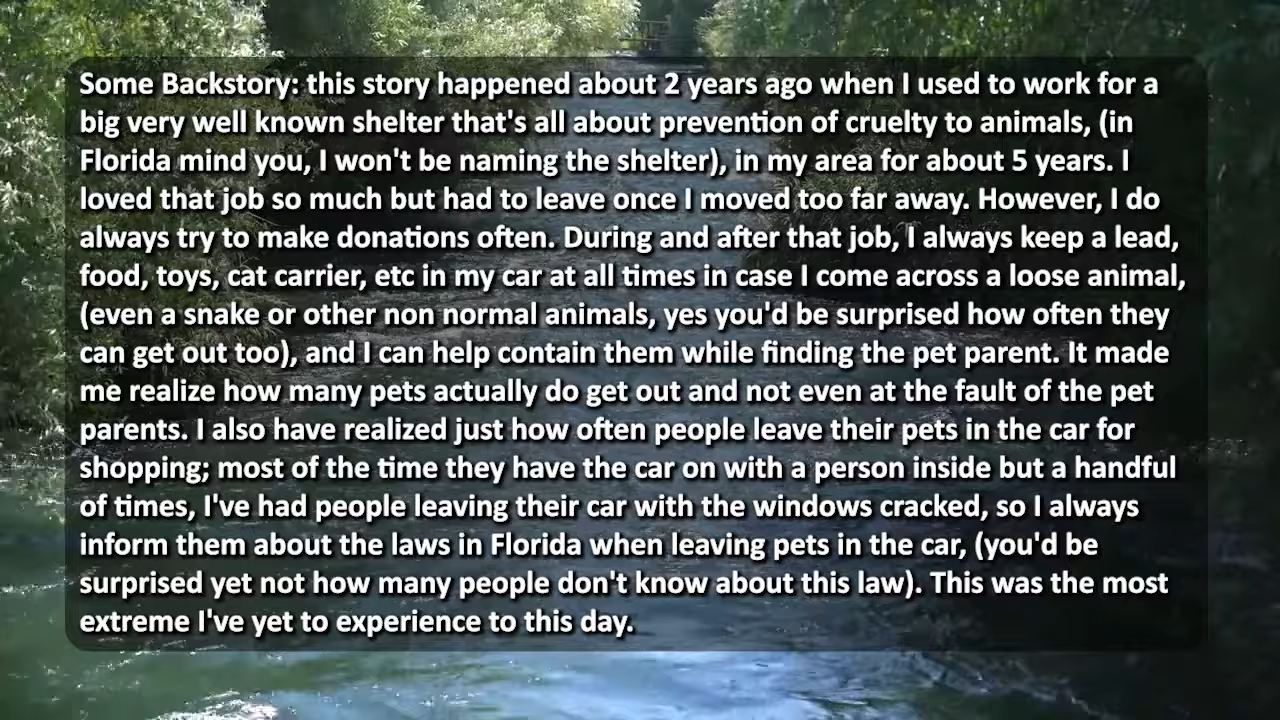 Some Backstory: this story happened about 2 years ago when I used to work for a
big very well known shelter that's all about prevention of cruelty to animals, (in
Florida mind you, I won't be naming the shelter), in my area for about 5 years. I
loved that job so much but had to leave once I moved too far away. However, I do
always try to make donations often. During and after that job, I always keep a lead,
food, toys, cat carrier, etc in my car at all times in case I come across a loose animal,
(even a snake or other non normal animals, yes you'd be surprised how often they
can get out too), and I can help contain them while finding the pet parent. It made
me realize how many pets actually do get out and not even at the fault of the pet
parents. I also have realized just how often people leave their pets in the car for
shopping; most of the time they have the car on with a person inside but a handful
of times, I've had people leaving their car with the windows cracked, so I always
inform them about the laws in Florida when leaving pets in the car, (you'd be
surprised yet not how many people don't know about this law). This was the most
extreme I've yet to experience to this day.